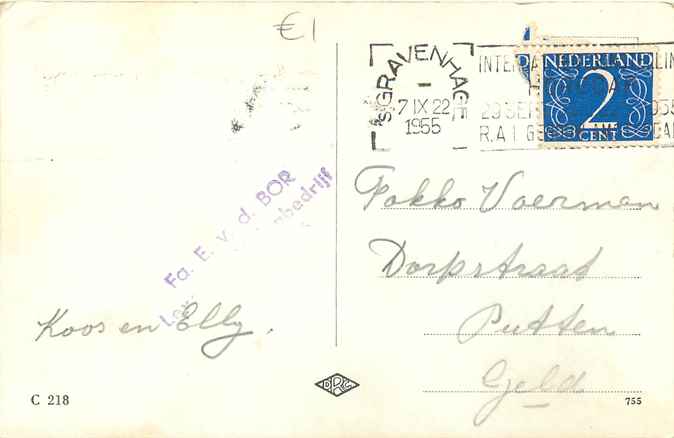 €1
'S GRAVENHAGE
7 IX 22
1955
R.A.I
NEDERLAND
2
CENT
Fa. E. v. d. BOR
Fokko Voerman
Dorpstraat
Putten
Geld
Koos en Elly.
C 218
755